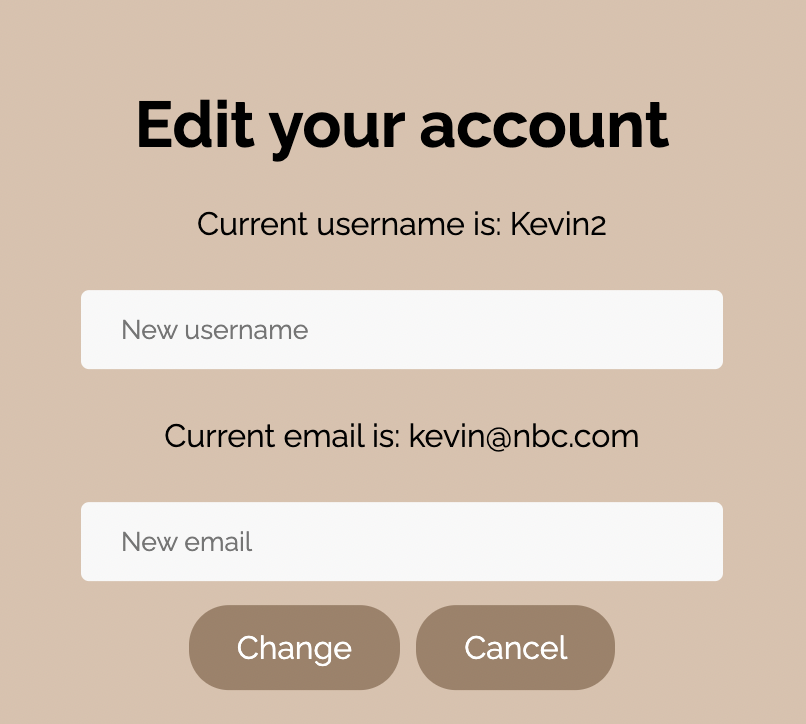 Edit your account
Current username is: Kevin2
New username
Current email is: kevin@nbc.com
New email
Change
Cancel